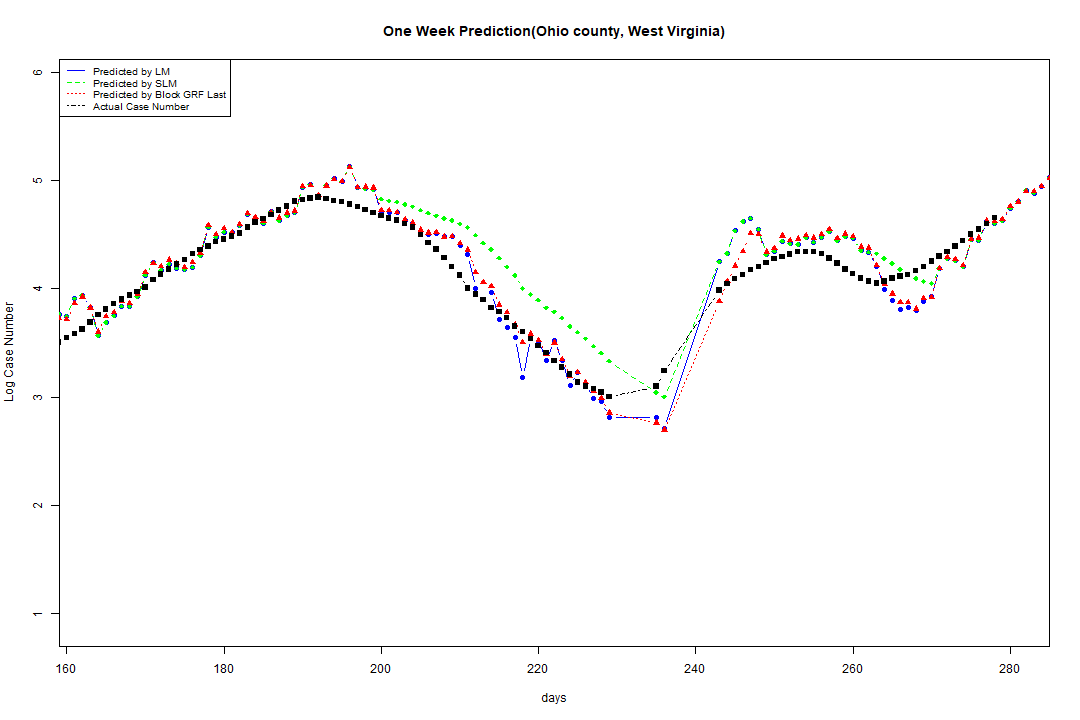 One Week Prediction(Ohio county, West Virginia)
Predicted by LM
Predicted by SLM
Predicted by Block GRF Last
Actual Case Number
6
5
4
3
2
1
Log Case Number
160 180 200 220 240 260 280
days